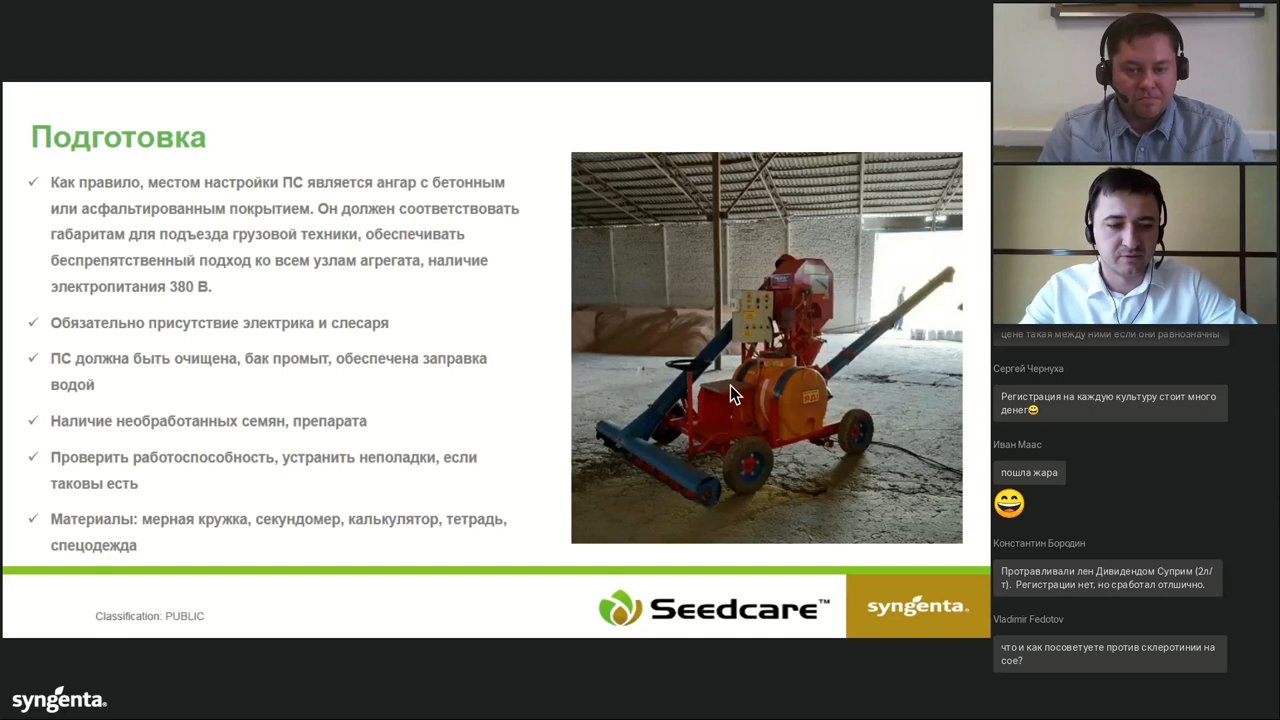 Подготовка
Как правило, местом настройки ПС является ангар с бетонным
или асфальтированным покрытием. Он должен соответствовать
габаритам для подъезда грузовой техники, обеспечивать
беспрепятственный подход ко всем узлам агрегата, наличие
электропитания 380 В.
Обязательно присутствие электрика и слесаря
ПС должна быть очищена, бак промыт, обеспечена заправка
водой
Наличие необработанных семян, препарата
Проверить работоспособность, устранить неполадки, если
таковы есть
Материалы: мерная кружка, секундомер, калькулятор, тетрадь,
спецодежда
Classification: PUBLIC
Seedcare™
syngenta.
syngenta.
цене такая между ними если они равнозначны
Сергей Чернуха
Регистрация на каждую культуру стоит много
денег😀
Иван Маас
пошла жара
😄
Константин Бородин
Протравливали лен Дивидендом Суприм (2л/
т). Регистрации нет, но сработал отлшично.
Vladimir Fedotov
что и как посоветуете против склеротинии на
сое?